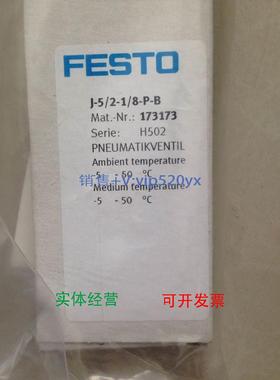 FESTO
J-5/2-1/8-P-B
Mat.-Nr.: 173173
Serie: H502
PNEUMATIKVENTIL
Ambient temperature
-5 - 60 °C
销售+V:vip520yx
Medium temperature
-5 - 50 °C
实体经营 可开发票